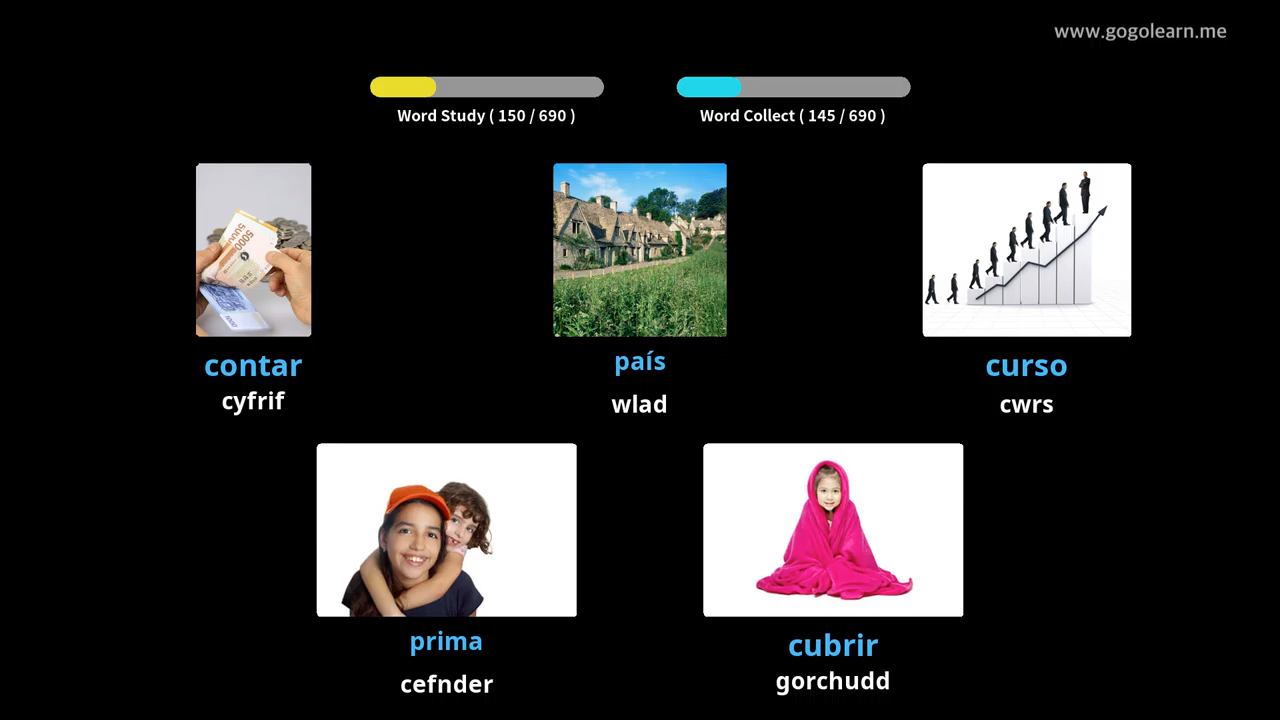 www.gogolearn.me
Word Study ( 150 / 690 )
Word Collect ( 145 / 690 )
contar
cyfrif
país
wlad
curso
cwrs
prima
cefnder
cubrir
gorchudd